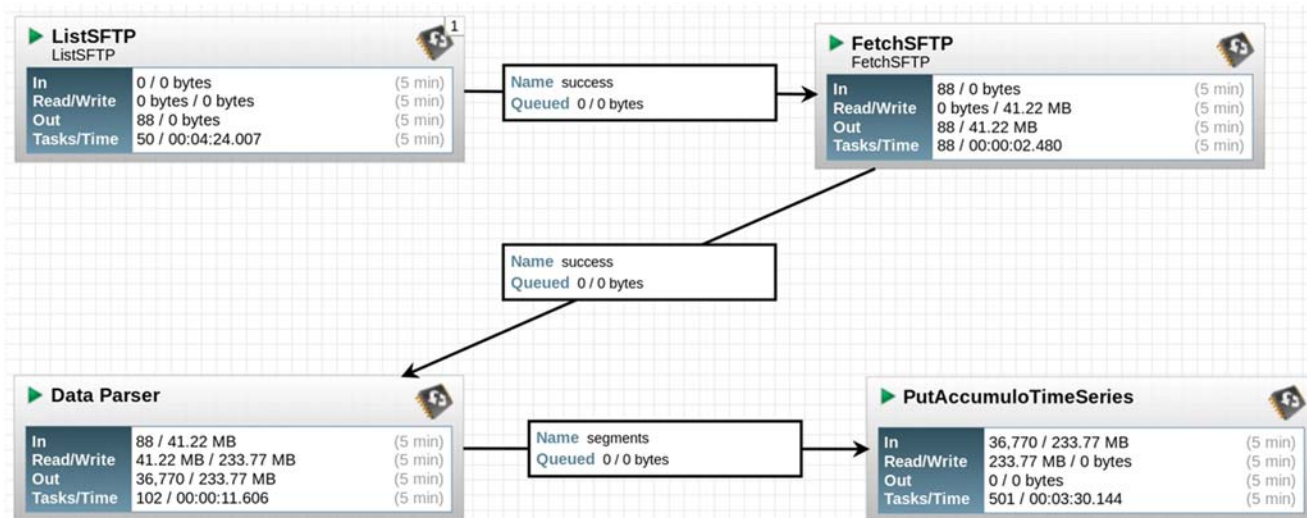 ListSFTP
1
ListSFTP
In 0 / 0 bytes (5 min)
Read/Write 0 bytes / 0 bytes (5 min)
Out 88 / 0 bytes (5 min)
Tasks/Time 50 / 00:04:24.007 (5 min)
Name success
Queued 0 / 0 bytes
FetchSFTP
FetchSFTP
In 88 / 0 bytes (5 min)
Read/Write 0 bytes / 41.22 MB (5 min)
Out 88 / 41.22 MB (5 min)
Tasks/Time 88 / 00:00:02.480 (5 min)
Name success
Queued 0 / 0 bytes
Data Parser
In 88 / 41.22 MB (5 min)
Read/Write 41.22 MB / 233.77 MB (5 min)
Out 36,770 / 233.77 MB (5 min)
Tasks/Time 102 / 00:00:11.606 (5 min)
Name segments
Queued 0 / 0 bytes
PutAccumuloTimeSeries
In 36,770 / 233.77 MB (5 min)
Read/Write 233.77 MB / 0 bytes (5 min)
Out 0 / 0 bytes (5 min)
Tasks/Time 501 / 00:03:30.144 (5 min)